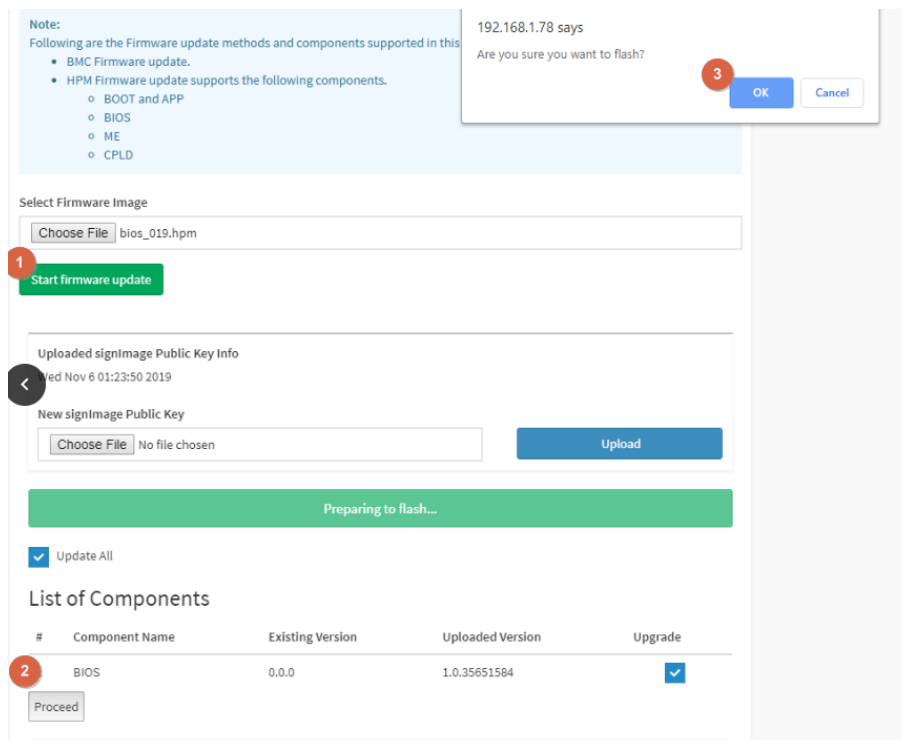 Note:
Following are the Firmware update methods and components supported in this
BMC Firmware update.
HPM Firmware update supports the following components.
BOOT and APP
BIOS
ME
CPLD
192.168.1.78 says
Are you sure you want to flash?
3
OK
Cancel
Select Firmware Image
Choose File bios_019.hpm
1
Start firmware update
Uploaded signImage Public Key Info
Wed Nov 6 01:23:50 2019
New signImage Public Key
Choose File No file chosen
Upload
Preparing to flash...
Update All
List of Components
# Component Name Existing Version Uploaded Version Upgrade
2 BIOS 0.0.0 1.0.35651584
Proceed